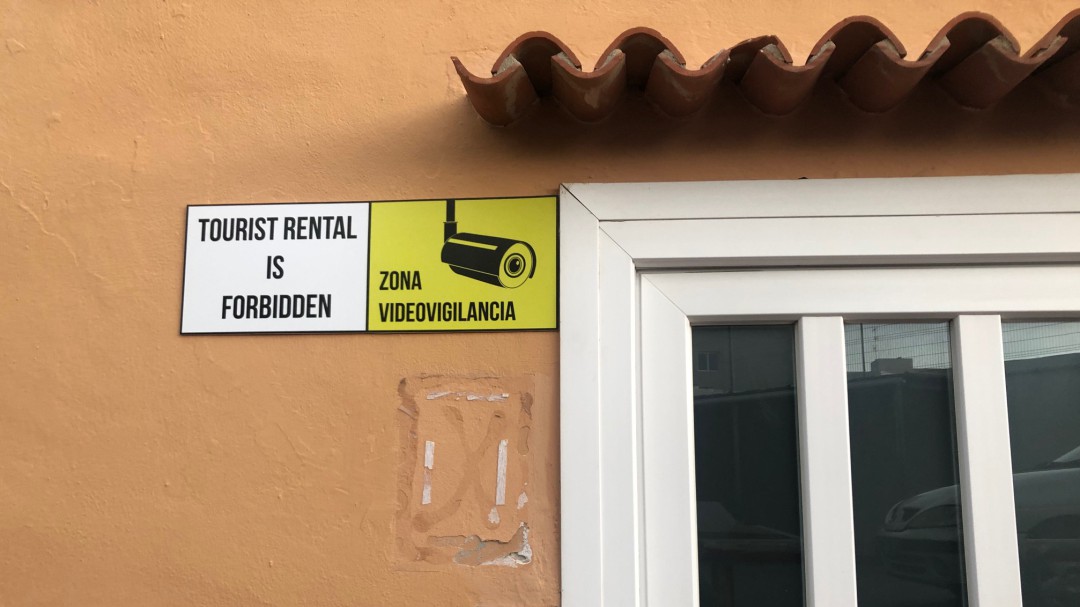 TOURIST RENTAL
IS
FORBIDDEN
ZONA
VIDEOVIGILANCIA